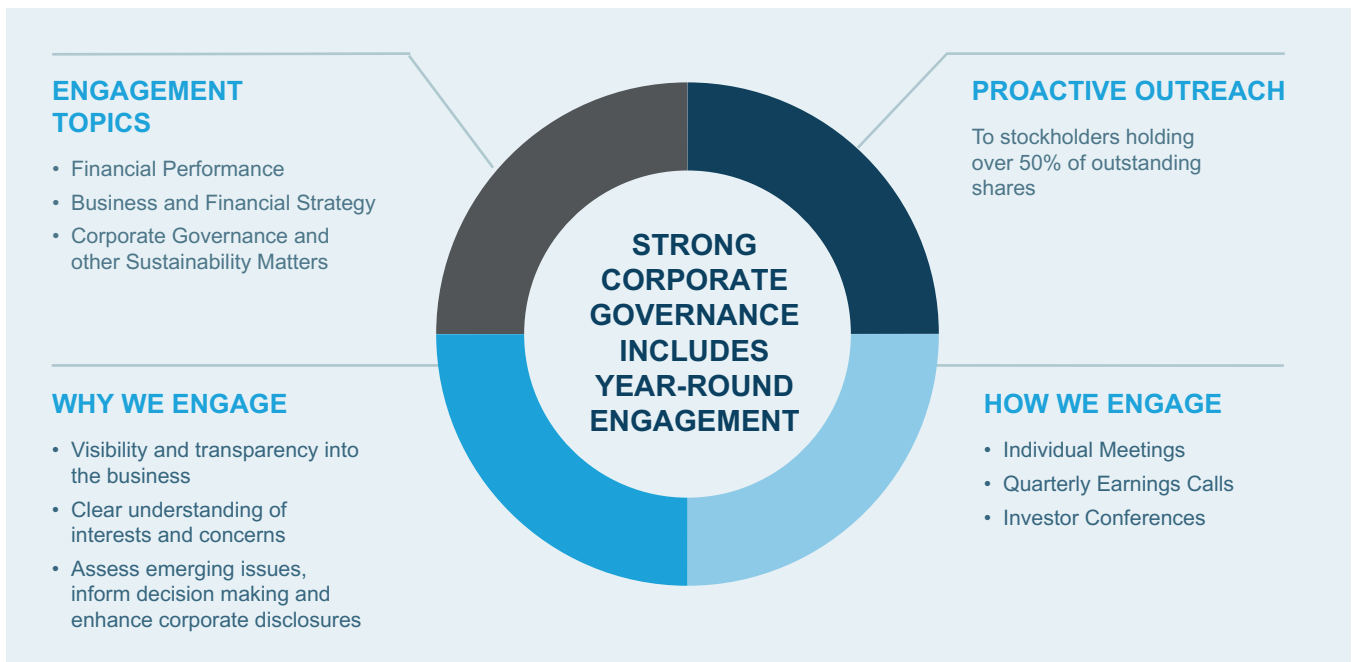 ENGAGEMENT
TOPICS
• Financial Performance
• Business and Financial Strategy
• Corporate Governance and
other Sustainability Matters
PROACTIVE OUTREACH
To stockholders holding
over 50% of outstanding
shares
STRONG
CORPORATE
GOVERNANCE
INCLUDES
YEAR-ROUND
ENGAGEMENT
WHY WE ENGAGE
• Visibility and transparency into
the business
• Clear understanding of
interests and concerns
• Assess emerging issues,
inform decision making and
enhance corporate disclosures
HOW WE ENGAGE
• Individual Meetings
• Quarterly Earnings Calls
• Investor Conferences